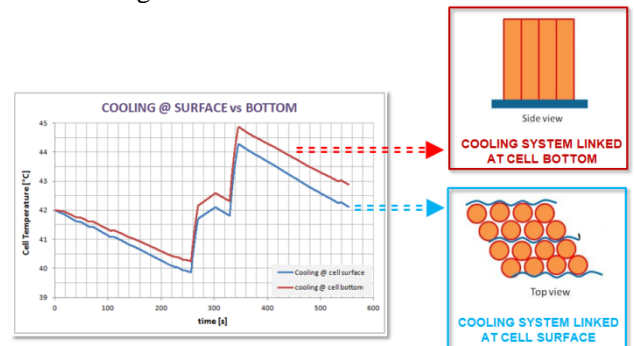 COOLING @ SURFACE vs BOTTOM
45
44
43
42
41
40
39
Cell Temperature [°C]
0
100
200
300
400
500
600
time [s]
Cooling @ cell surface
cooling @ cell bottom
Side view
COOLING SYSTEM LINKED
AT CELL BOTTOM
Top view
COOLING SYSTEM LINKED
AT CELL SURFACE